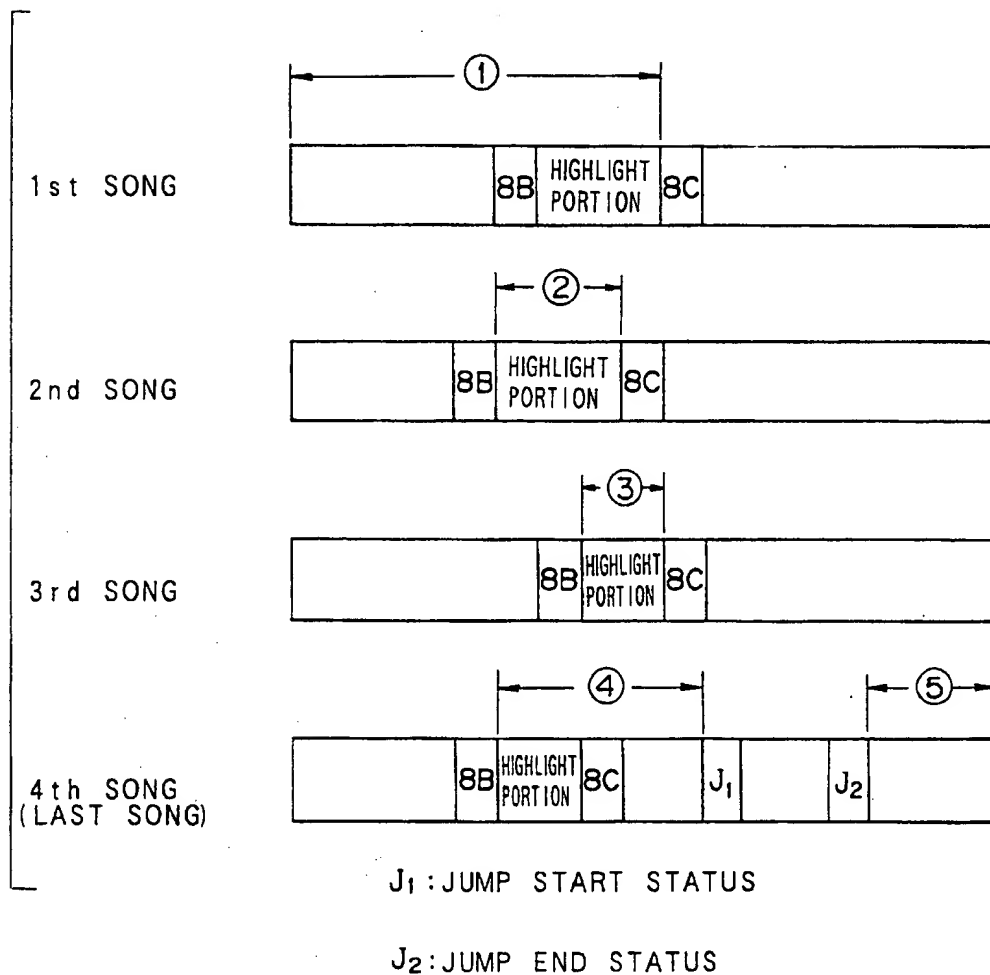 ①
1st SONG
8B
HIGHLIGHT
PORTION
8C
②
2nd SONG
8B
HIGHLIGHT
PORTION
8C
③
3rd SONG
8B
HIGHLIGHT
PORTION
8C
④
⑤
4th SONG
(LAST SONG)
8B
HIGHLIGHT
PORTION
8C
J₁
J₂
J₁:JUMP START STATUS
J₂:JUMP END STATUS